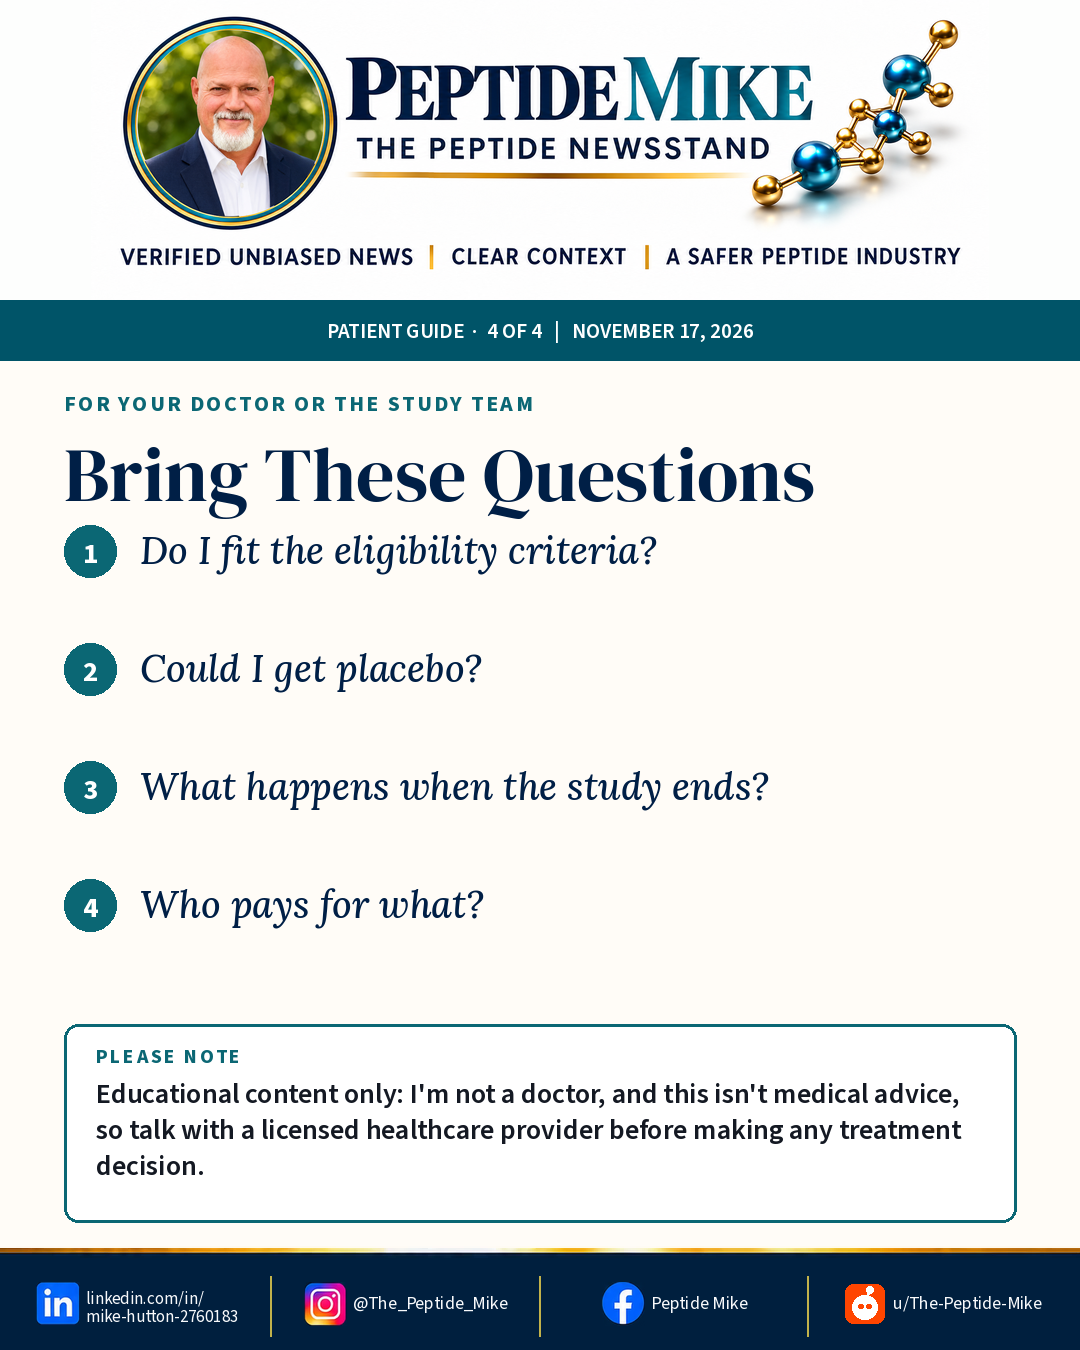 PEPTIDEMIKE
THE PEPTIDE NEWSSTAND
VERIFIED UNBIASED NEWS | CLEAR CONTEXT | A SAFER PEPTIDE INDUSTRY
PATIENT GUIDE · 4 OF 4 | NOVEMBER 17, 2026
FOR YOUR DOCTOR OR THE STUDY TEAM
Bring These Questions
1 Do I fit the eligibility criteria?
2 Could I get placebo?
3 What happens when the study ends?
4 Who pays for what?
PLEASE NOTE
Educational content only: I'm not a doctor, and this isn't medical advice,
so talk with a licensed healthcare provider before making any treatment
decision.
linkedin.com/in/
mike-hutton-2760183
@The_Peptide_Mike
Peptide Mike
u/The-Peptide-Mike